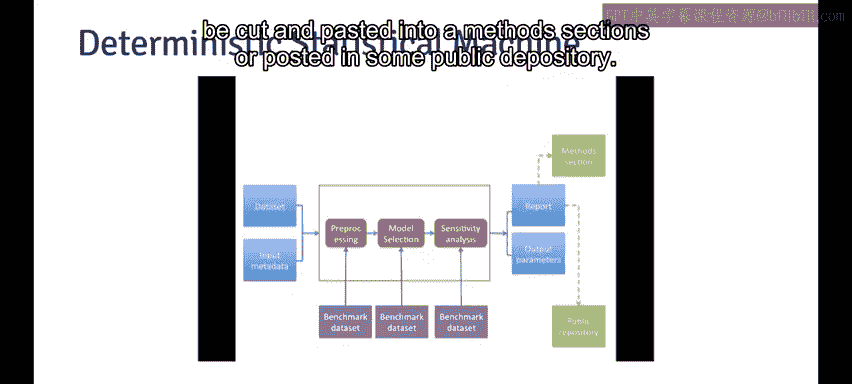 be cut and pasted into a methods sections
or posted in some public depository.
Deterministic Statistical Machine
Methods
section
Dataset
Report
Preproc
essing
Model
Selection
Sensitivity
analysis
Input
metadata
Output
parameters
Benchmark
dataset
Benchmark
dataset
Benchmark
dataset
Public
repository